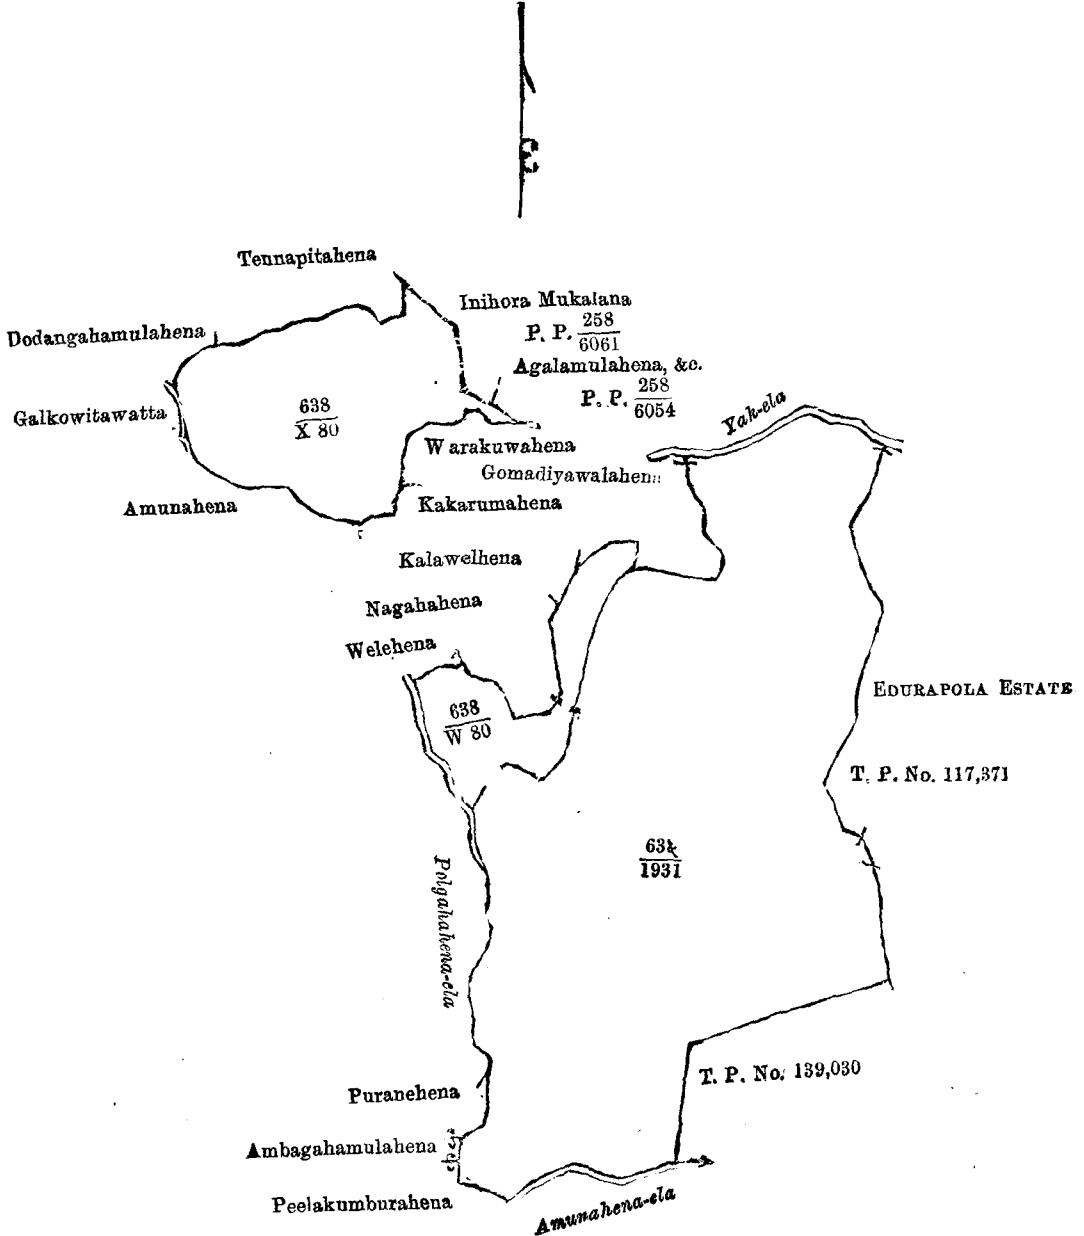 Tennapitahena
Inihora Mukalana
P. P. 258
6061
Dodangahamulahena
Agalamulahena, &c.
P. P. 258
6054
Galkowitawatta
638
X 80
Yak-ela
Warakuwahena
Gomadiyawalahena
Amunahena
Kakarumahena
Kalawelhena
Nagahahena
Welehena
EDURAPOLA ESTATE
638
W 80
T. P. No. 117,371
1931
Polgahahena-ela
T. P. No. 139,030
Puranehena
Ambagahamulahena
Peelakumburahena
Amunahena-ela